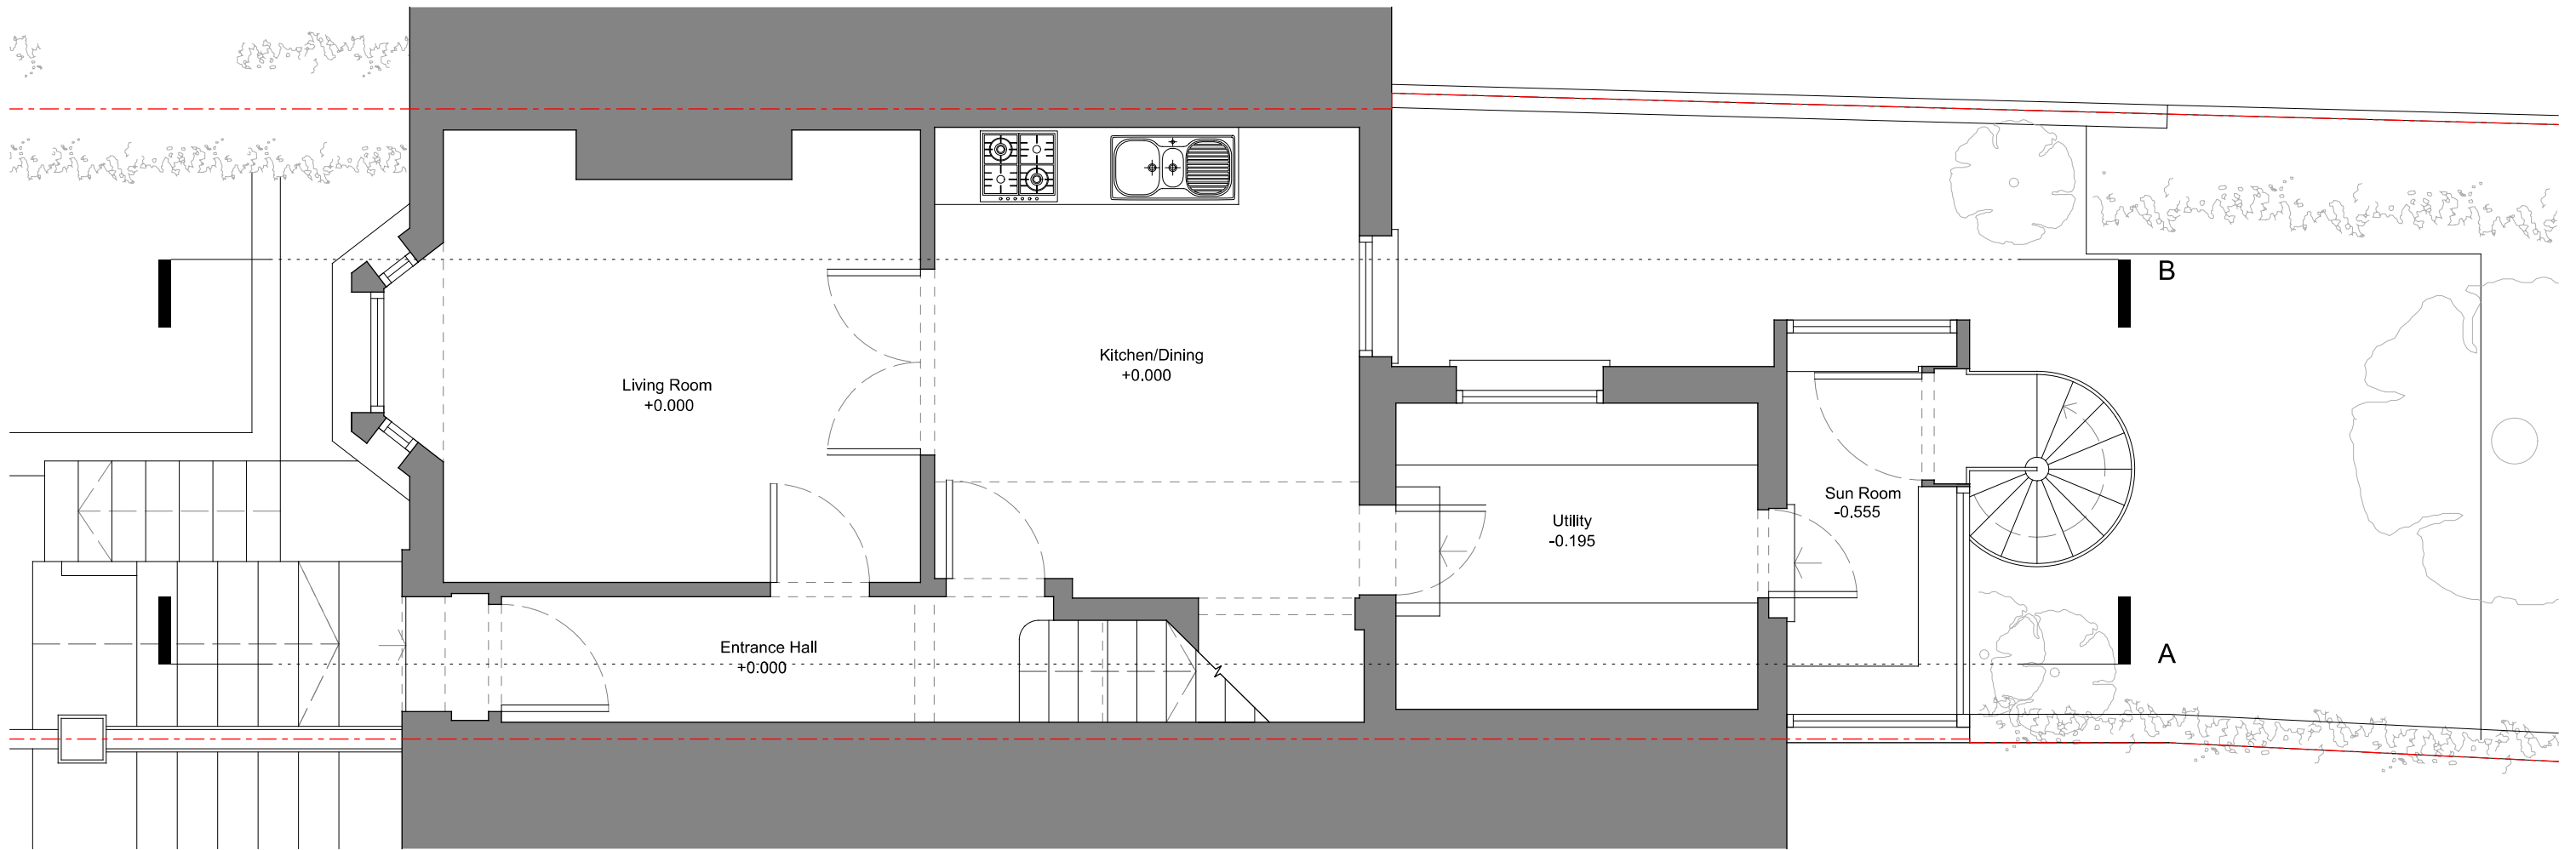 B
Kitchen/Dining
+0.000
Living Room
+0.000
Sun Room
-0,555
Utility
-0.195
Entrance Hall
+0.000
A